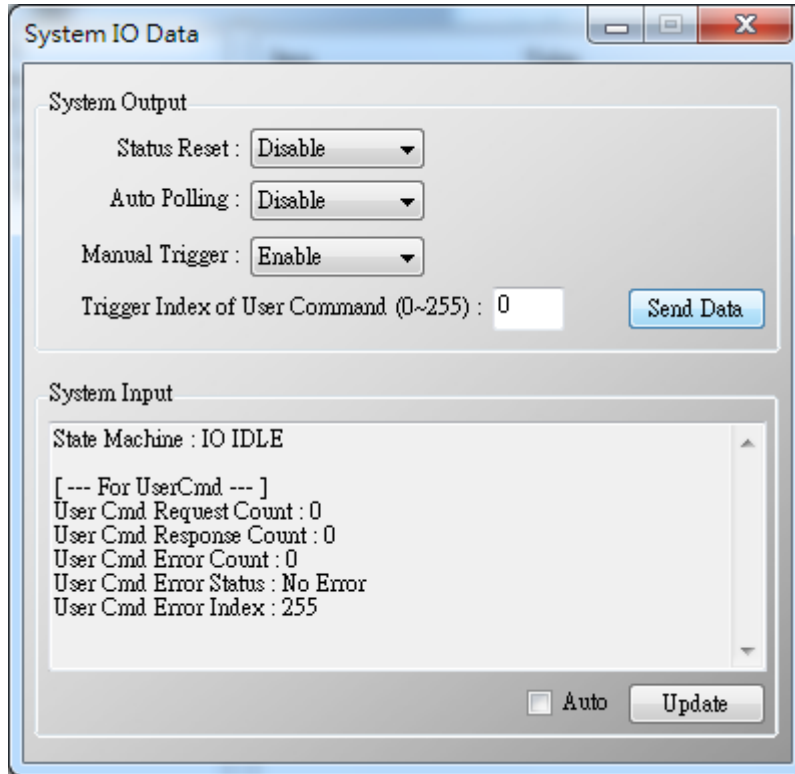 System IO Data
System Output
Status Reset : Disable
Auto Polling : Disable
Manual Trigger : Enable
Trigger Index of User Command (0~255) : 0 Send Data
System Input
State Machine : IO IDLE
[ --- For UserCmd --- ]
User Cmd Request Count : 0
User Cmd Response Count : 0
User Cmd Error Count : 0
User Cmd Error Status : No Error
User Cmd Error Index : 255
Auto Update